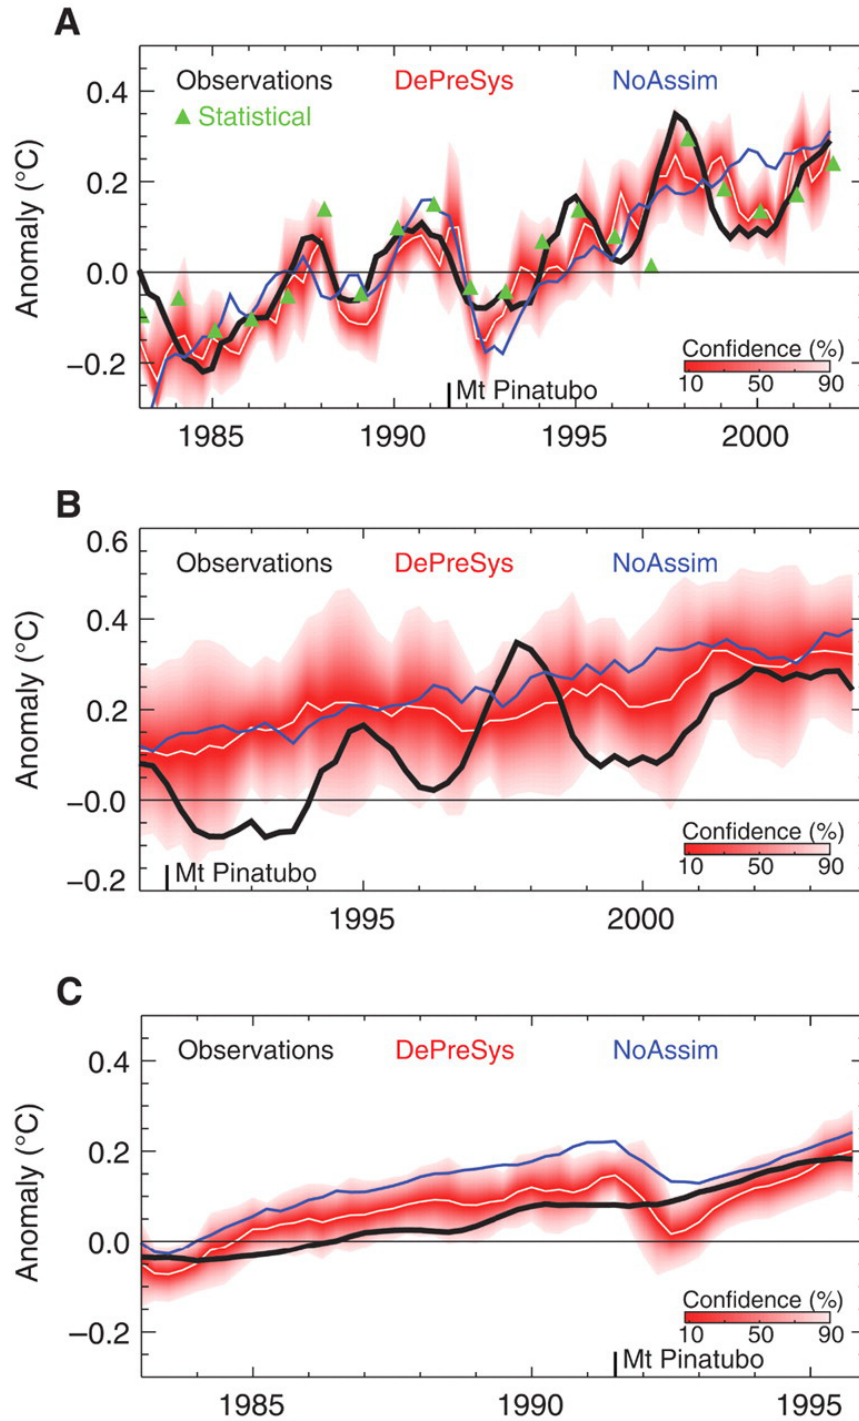 A
Observations DePreSys NoAssim
▲ Statistical
0.4
0.2
0.0
−0.2
Anomaly (°C)
Confidence (%)
10 50 90
Mt Pinatubo
1985 1990 1995 2000
B
0.6
Observations DePreSys NoAssim
0.4
0.2
−0.0
−0.2
Anomaly (°C)
Confidence (%)
10 50 90
Mt Pinatubo
1995 2000
C
Observations DePreSys NoAssim
0.4
0.2
0.0
−0.2
Anomaly (°C)
Confidence (%)
10 50 90
Mt Pinatubo
1985 1990 1995